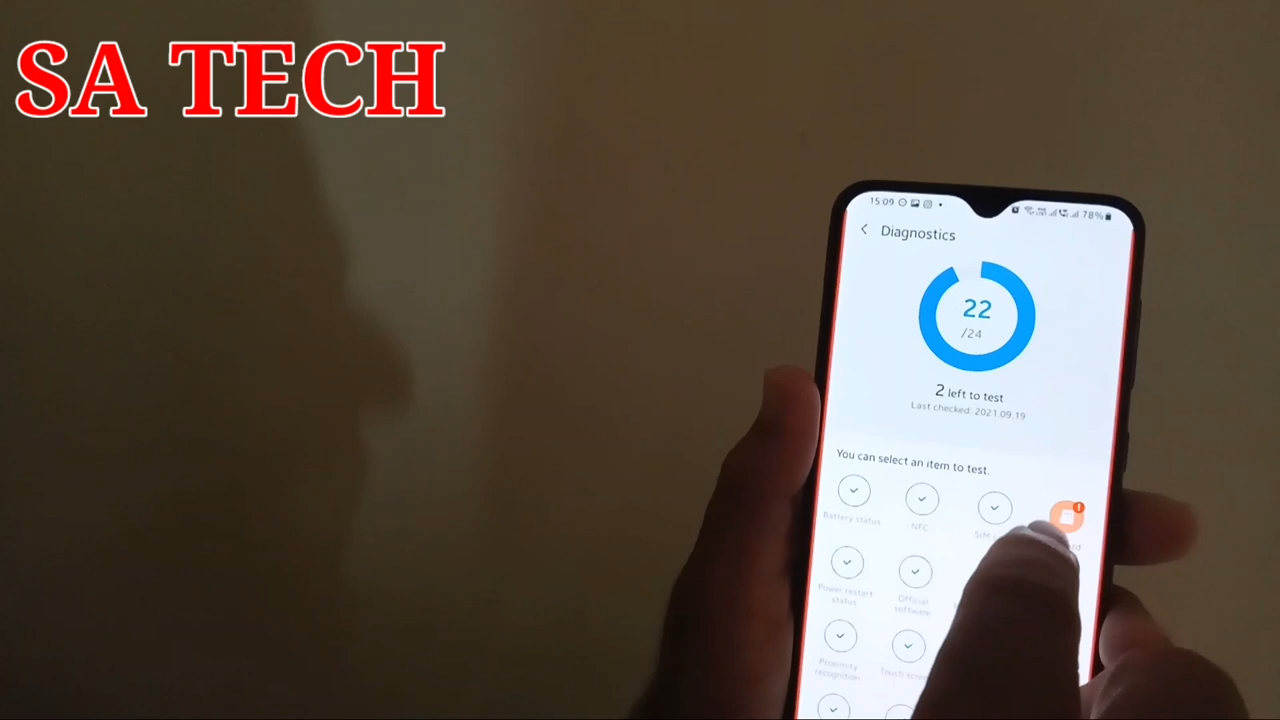 SA TECH
15:09
78%
Diagnostics
22
/24
2 left to test
Last checked: 2021.09.19
You can select an item to test.
Battery status
NFC
SIM
Power restart
status
Official
software
Proximity
recognition
Touch screen